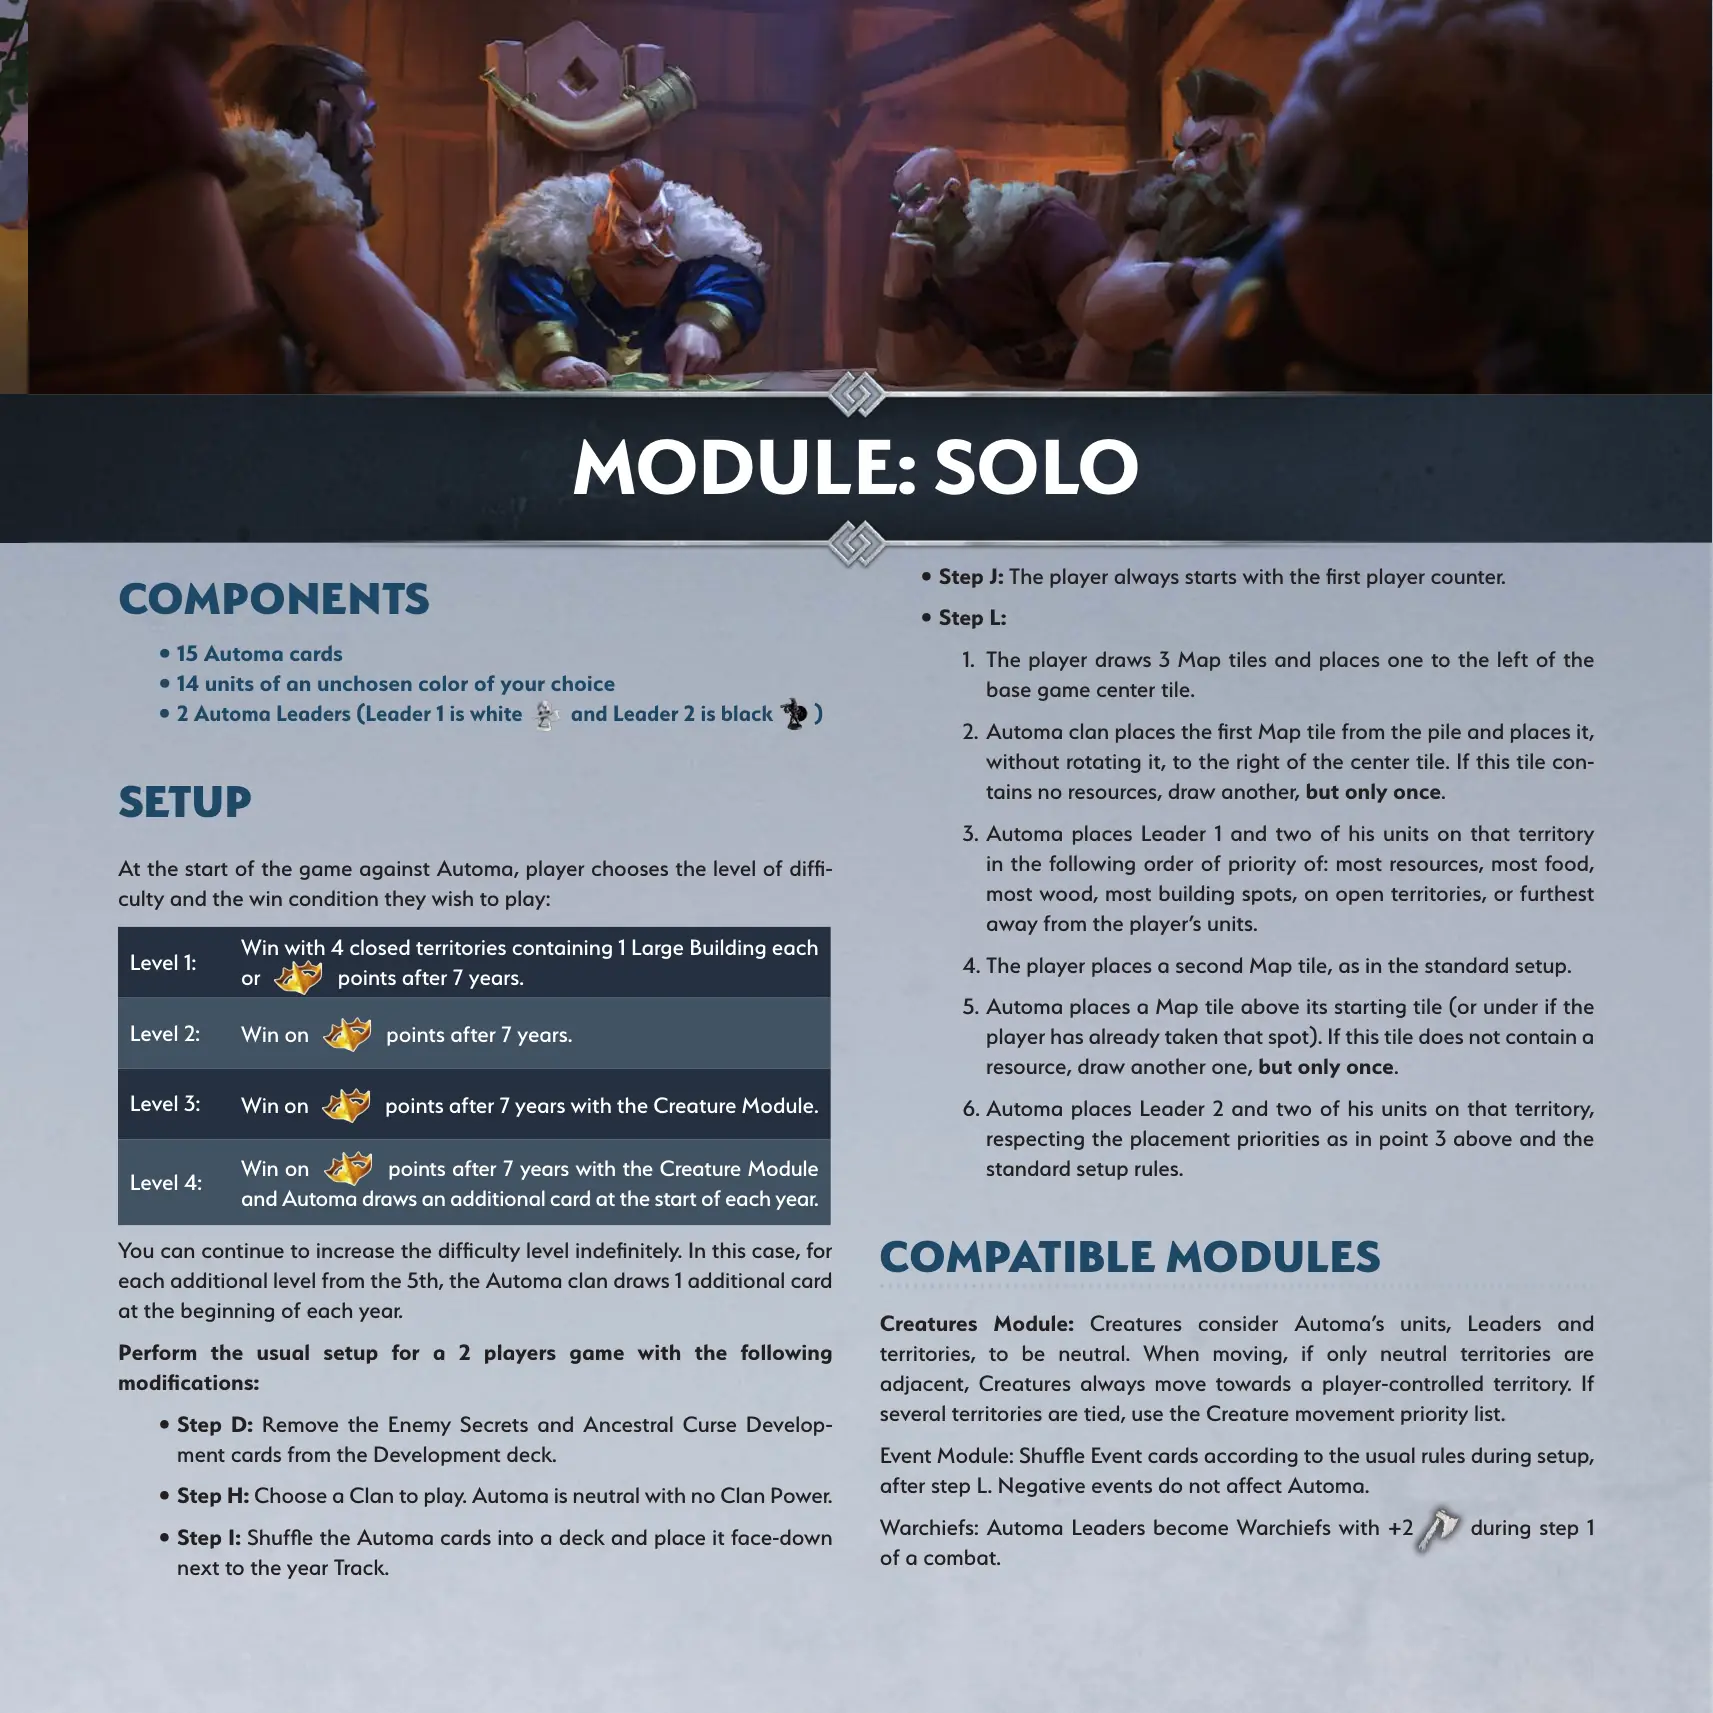 MODULE: SOLO
COMPONENTS
• 15 Automa cards
• 14 units of an unchosen color of your choice
• 2 Automa Leaders (Leader 1 is white and Leader 2 is black )
SETUP
At the start of the game against Automa, player chooses the level of diffi-
culty and the win condition they wish to play:
Level 1: Win with 4 closed territories containing 1 Large Building each
or points after 7 years.
Level 2: Win on points after 7 years.
Level 3: Win on points after 7 years with the Creature Module.
Level 4: Win on points after 7 years with the Creature Module
and Automa draws an additional card at the start of each year.
You can continue to increase the difficulty level indefinitely. In this case, for
each additional level from the 5th, the Automa clan draws 1 additional card
at the beginning of each year.
Perform the usual setup for a 2 players game with the following
modifications:
• Step D: Remove the Enemy Secrets and Ancestral Curse Develop-
ment cards from the Development deck.
• Step H: Choose a Clan to play. Automa is neutral with no Clan Power.
• Step I: Shuffle the Automa cards into a deck and place it face-down
next to the year Track.
• Step J: The player always starts with the first player counter.
• Step L:
1. The player draws 3 Map tiles and places one to the left of the
base game center tile.
2. Automa clan places the first Map tile from the pile and places it,
without rotating it, to the right of the center tile. If this tile con-
tains no resources, draw another, but only once.
3. Automa places Leader 1 and two of his units on that territory
in the following order of priority of: most resources, most food,
most wood, most building spots, on open territories, or furthest
away from the player's units.
4. The player places a second Map tile, as in the standard setup.
5. Automa places a Map tile above its starting tile (or under if the
player has already taken that spot). If this tile does not contain a
resource, draw another one, but only once.
6. Automa places Leader 2 and two of his units on that territory,
respecting the placement priorities as in point 3 above and the
standard setup rules.
COMPATIBLE MODULES
Creatures Module: Creatures consider Automa's units, Leaders and
territories, to be neutral. When moving, if only neutral territories are
adjacent, Creatures always move towards a player-controlled territory. If
several territories are tied, use the Creature movement priority list.
Event Module: Shuffle Event cards according to the usual rules during setup,
after step L. Negative events do not affect Automa.
Warchiefs: Automa Leaders become Warchiefs with +2 during step 1
of a combat.